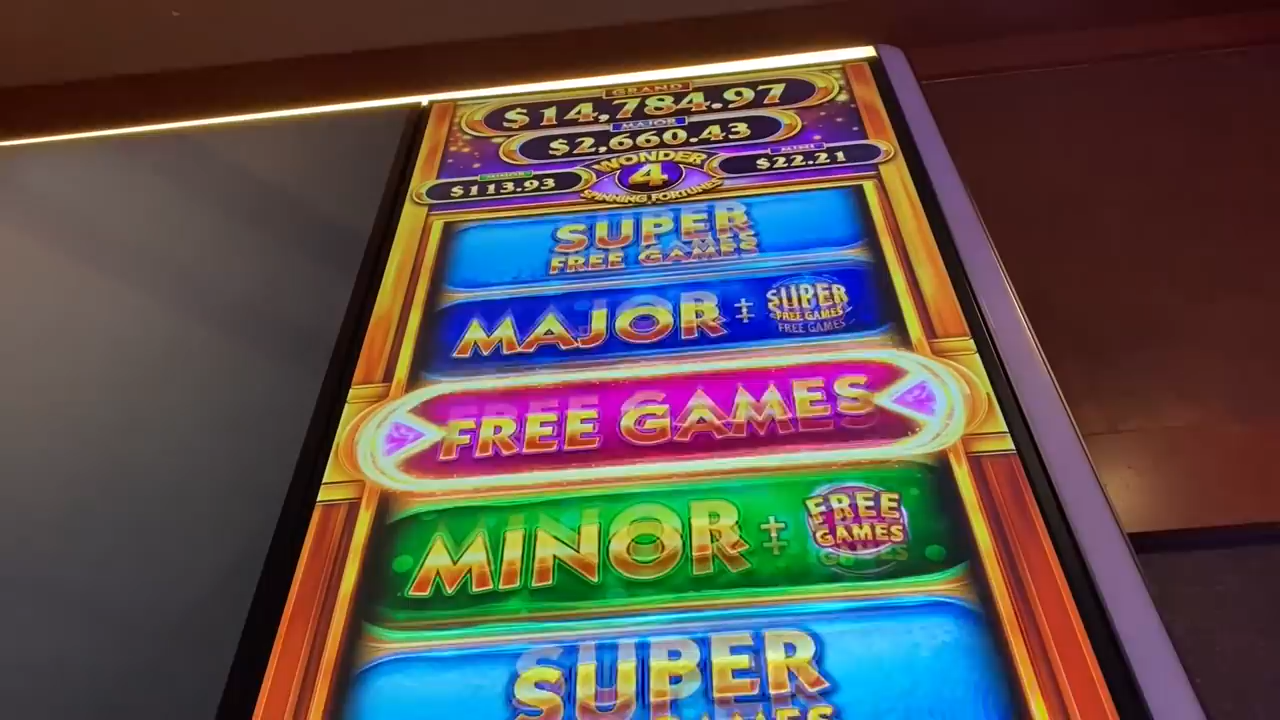 GRAND
$14,784.97
MAJOR
$2,660.43
$113.93
WONDER
4
SPINNING FORTUNES
$22.21
SUPER
FREE GAMES
MAJOR + SUPER FREE GAMES
FREE GAMES
MINOR + FREE GAMES
SUPER
GAMES